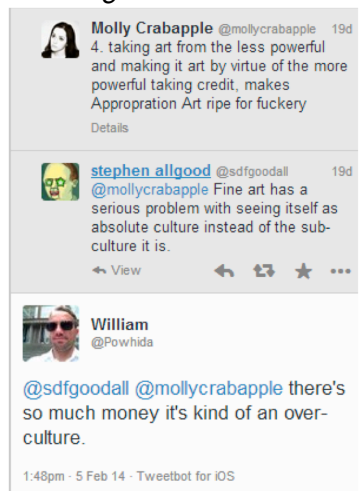 Molly Crabapple @mollycrabapple 19d
4. taking art from the less powerful
and making it art by virtue of the more
powerful taking credit, makes
Appropration Art ripe for fuckery
Details
stephen allgood @sdfgoodall 19d
@mollycrabapple Fine art has a
serious problem with seeing itself as
absolute culture instead of the sub-
culture it is.
View
William
@Powhida
@sdfgoodall @mollycrabapple there's
so much money it's kind of an over-
culture.
1:48pm · 5 Feb 14 · Tweetbot for iOS